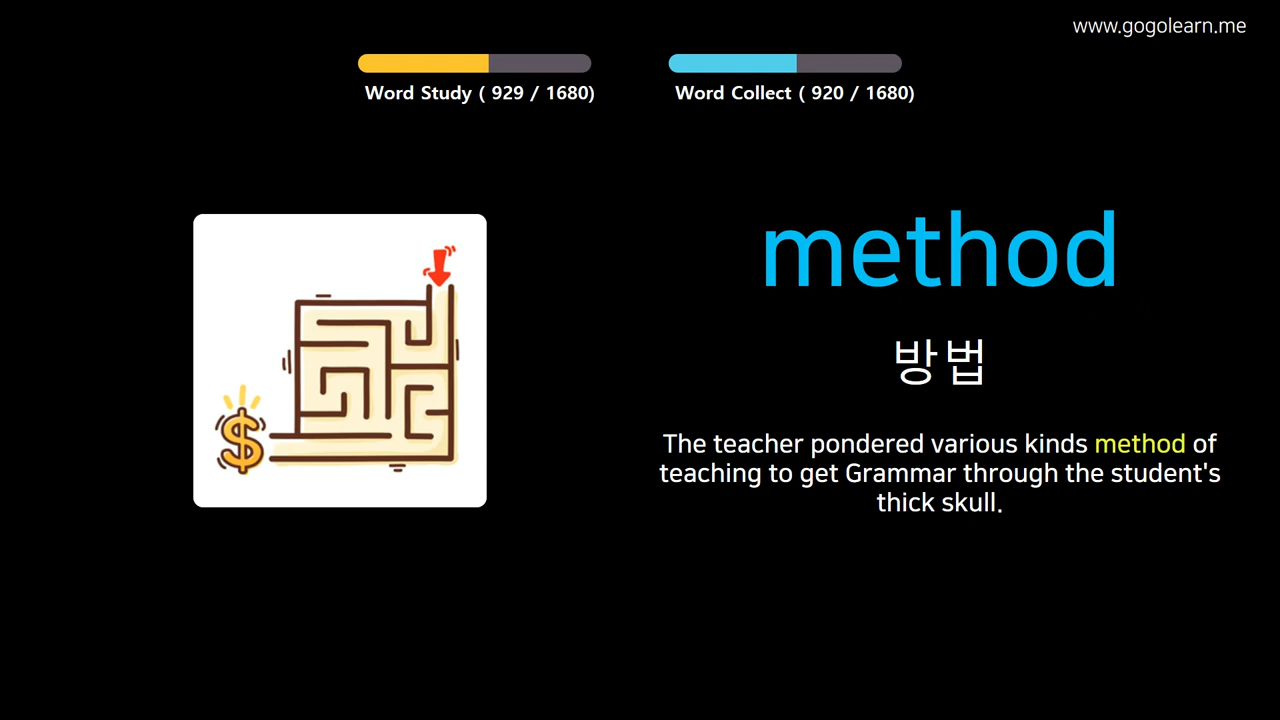 www.gogolearn.me
Word Study ( 929 / 1680)
Word Collect ( 920 / 1680)
method
방법
The teacher pondered various kinds method of
teaching to get Grammar through the student's
thick skull.
$